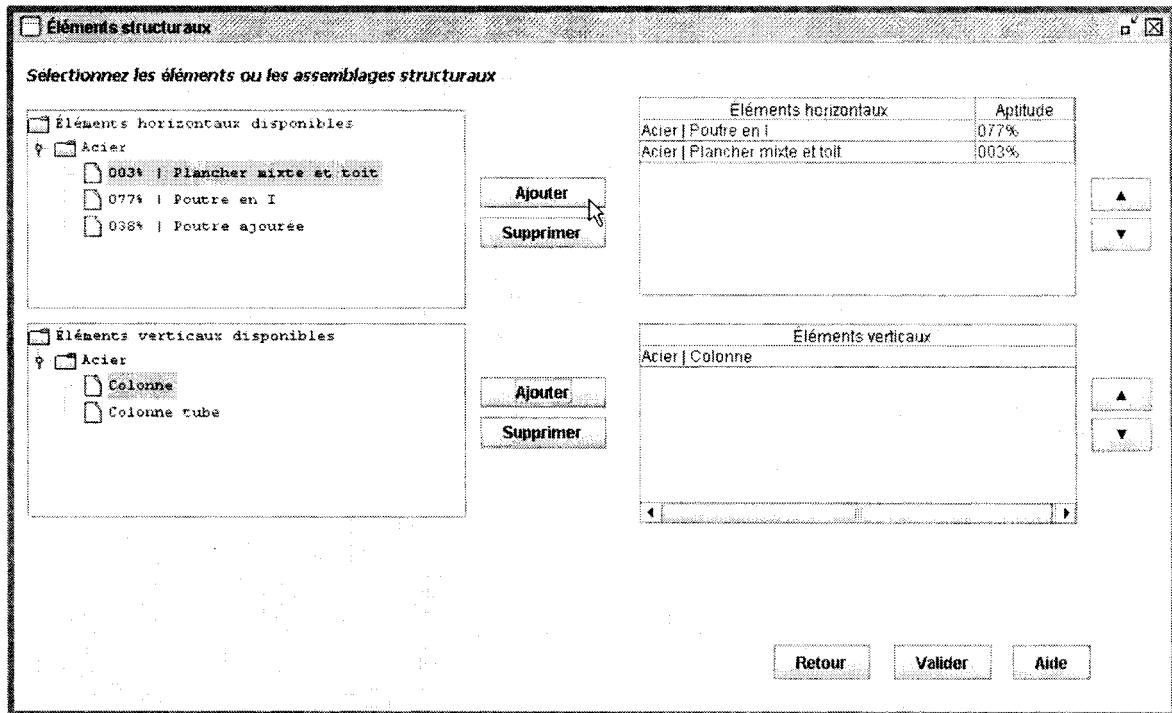 Éléments structuraux
Sélectionnez les éléments ou les assemblages structuraux
Éléments horizontaux disponibles
Acier
003% | Plancher mixte et toit
077% | Poutre en I
038% | Poutre ajourée
Ajouter
Supprimer
Éléments horizontaux Aptitude
Acier | Poutre en I 077%
Acier | Plancher mixte et toit 003%
Éléments verticaux disponibles
Acier
Colonne
Colonne tube
Ajouter
Supprimer
Éléments verticaux
Acier | Colonne
Retour Valider Aide